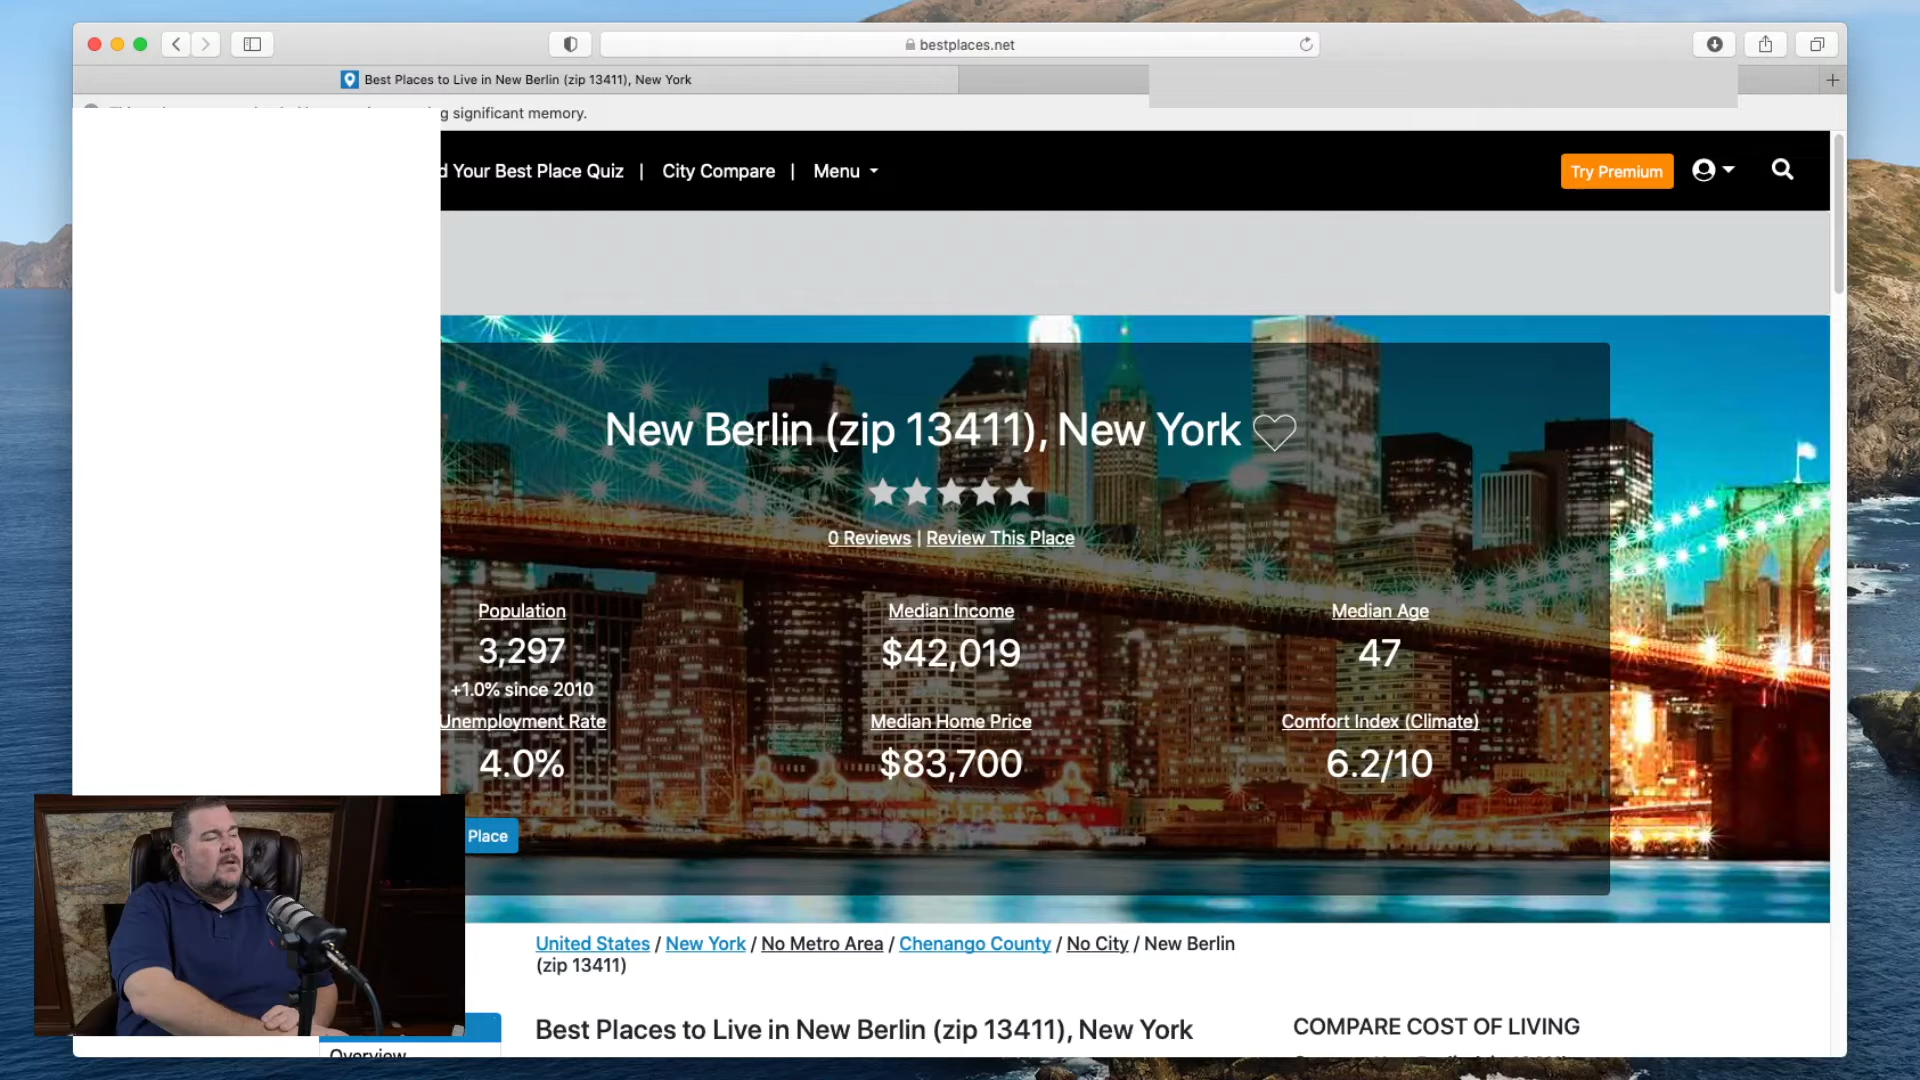 bestplaces.net
Best Places to Live in New Berlin (zip 13411), New York
g significant memory.
d Your Best Place Quiz | City Compare | Menu
Try Premium
New Berlin (zip 13411), New York
0 Reviews | Review This Place
Population
3,297
+1.0% since 2010
Median Income
$42,019
Median Age
47
Unemployment Rate
4.0%
Median Home Price
$83,700
Comfort Index (Climate)
6.2/10
Place
United States / New York / No Metro Area / Chenango County / No City / New Berlin
(zip 13411)
Best Places to Live in New Berlin (zip 13411), New York
COMPARE COST OF LIVING
Overview